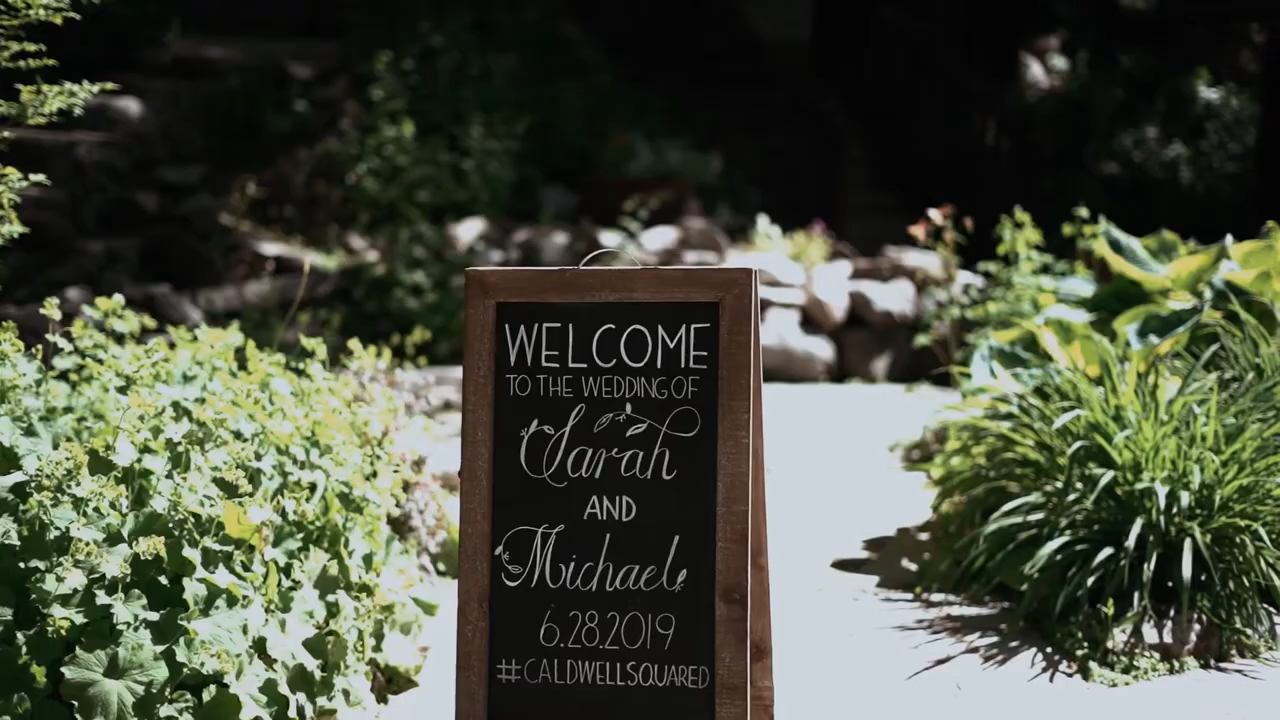 WELCOME
TO THE WEDDING OF
Sarah
AND
Michael
6.28.2019
#CALDWELLSQUARED